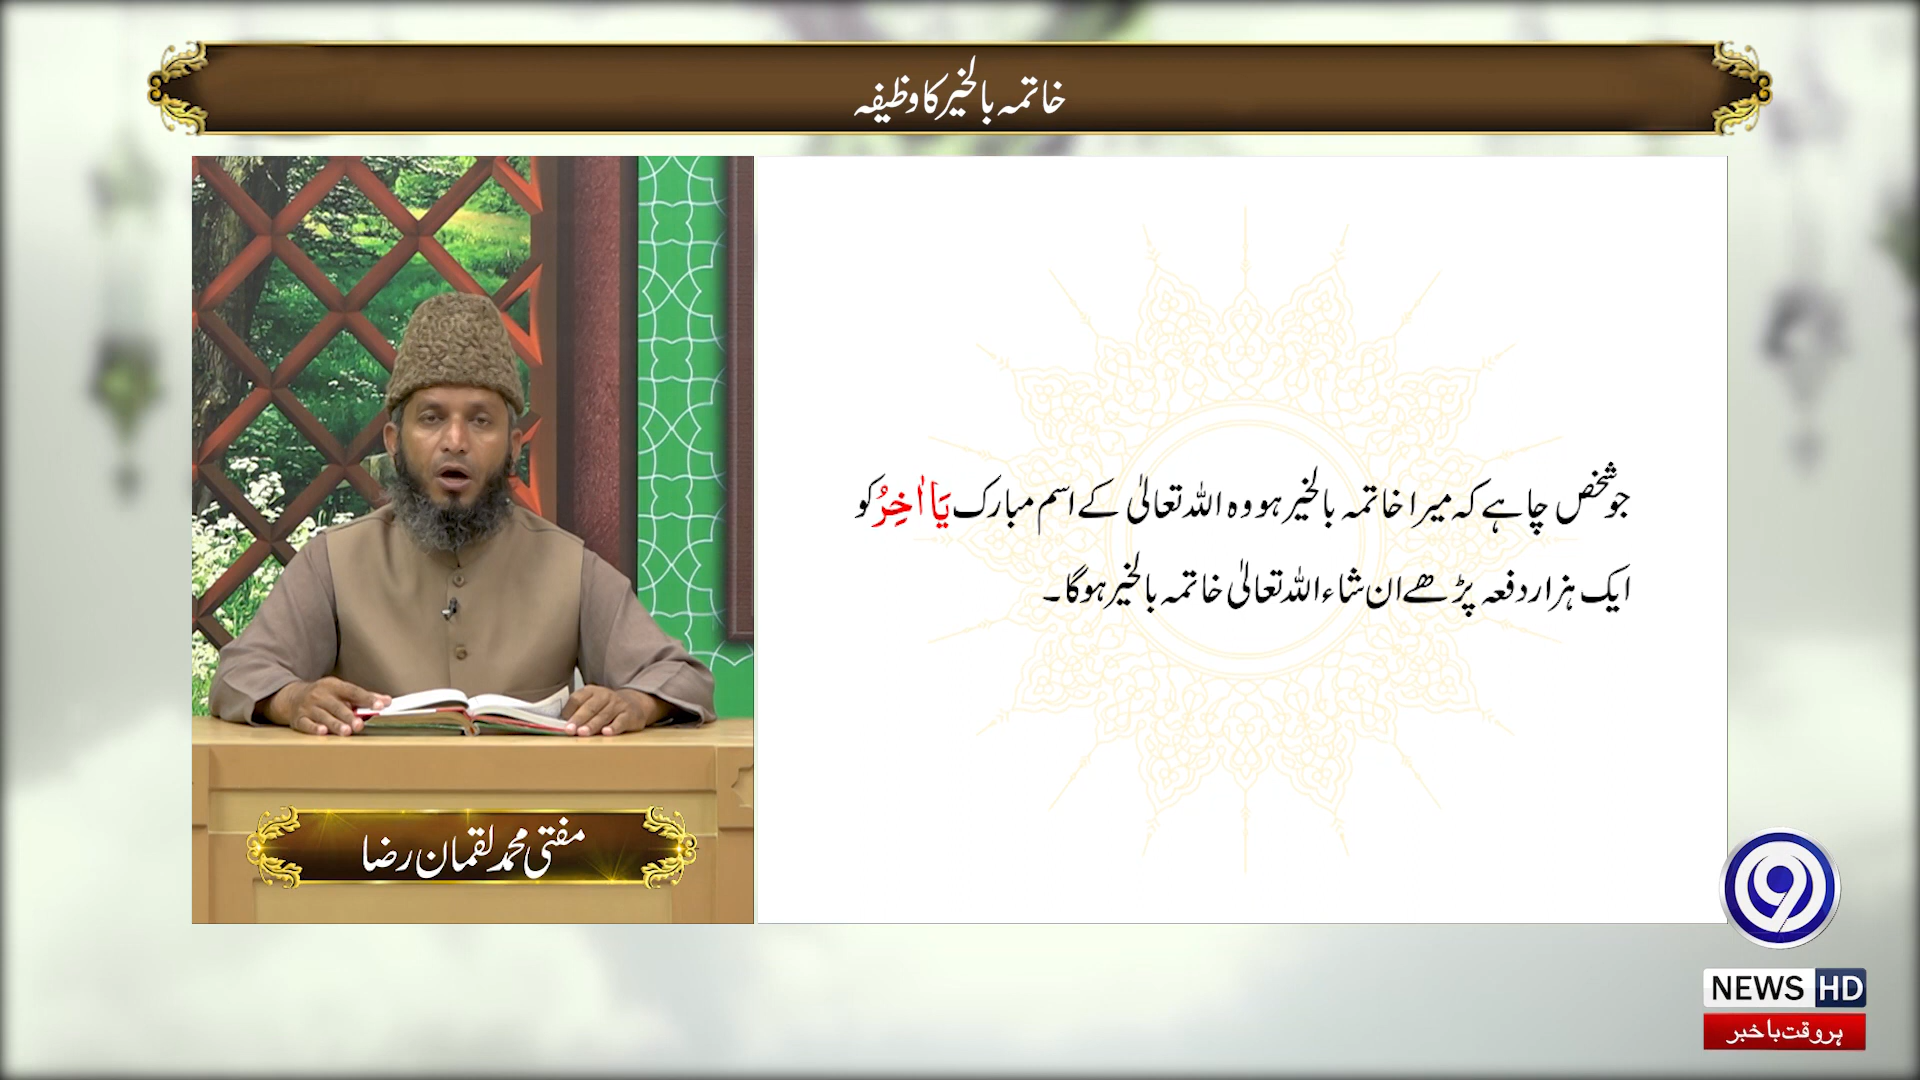 خاتمہ بالخیر کا وظیفہ
جو شخص چاہے کہ میرا خاتمہ بالخیر ہو وہ اللہ تعالیٰ کے اسم مبارک یَا اٰخِرُ کو
ایک ہزار دفعہ پڑھے ان شاء اللہ تعالیٰ خاتمہ بالخیر ہوگا۔
مفتی محمد لقمان رضا
9
NEWS HD
ہر وقت باخبر